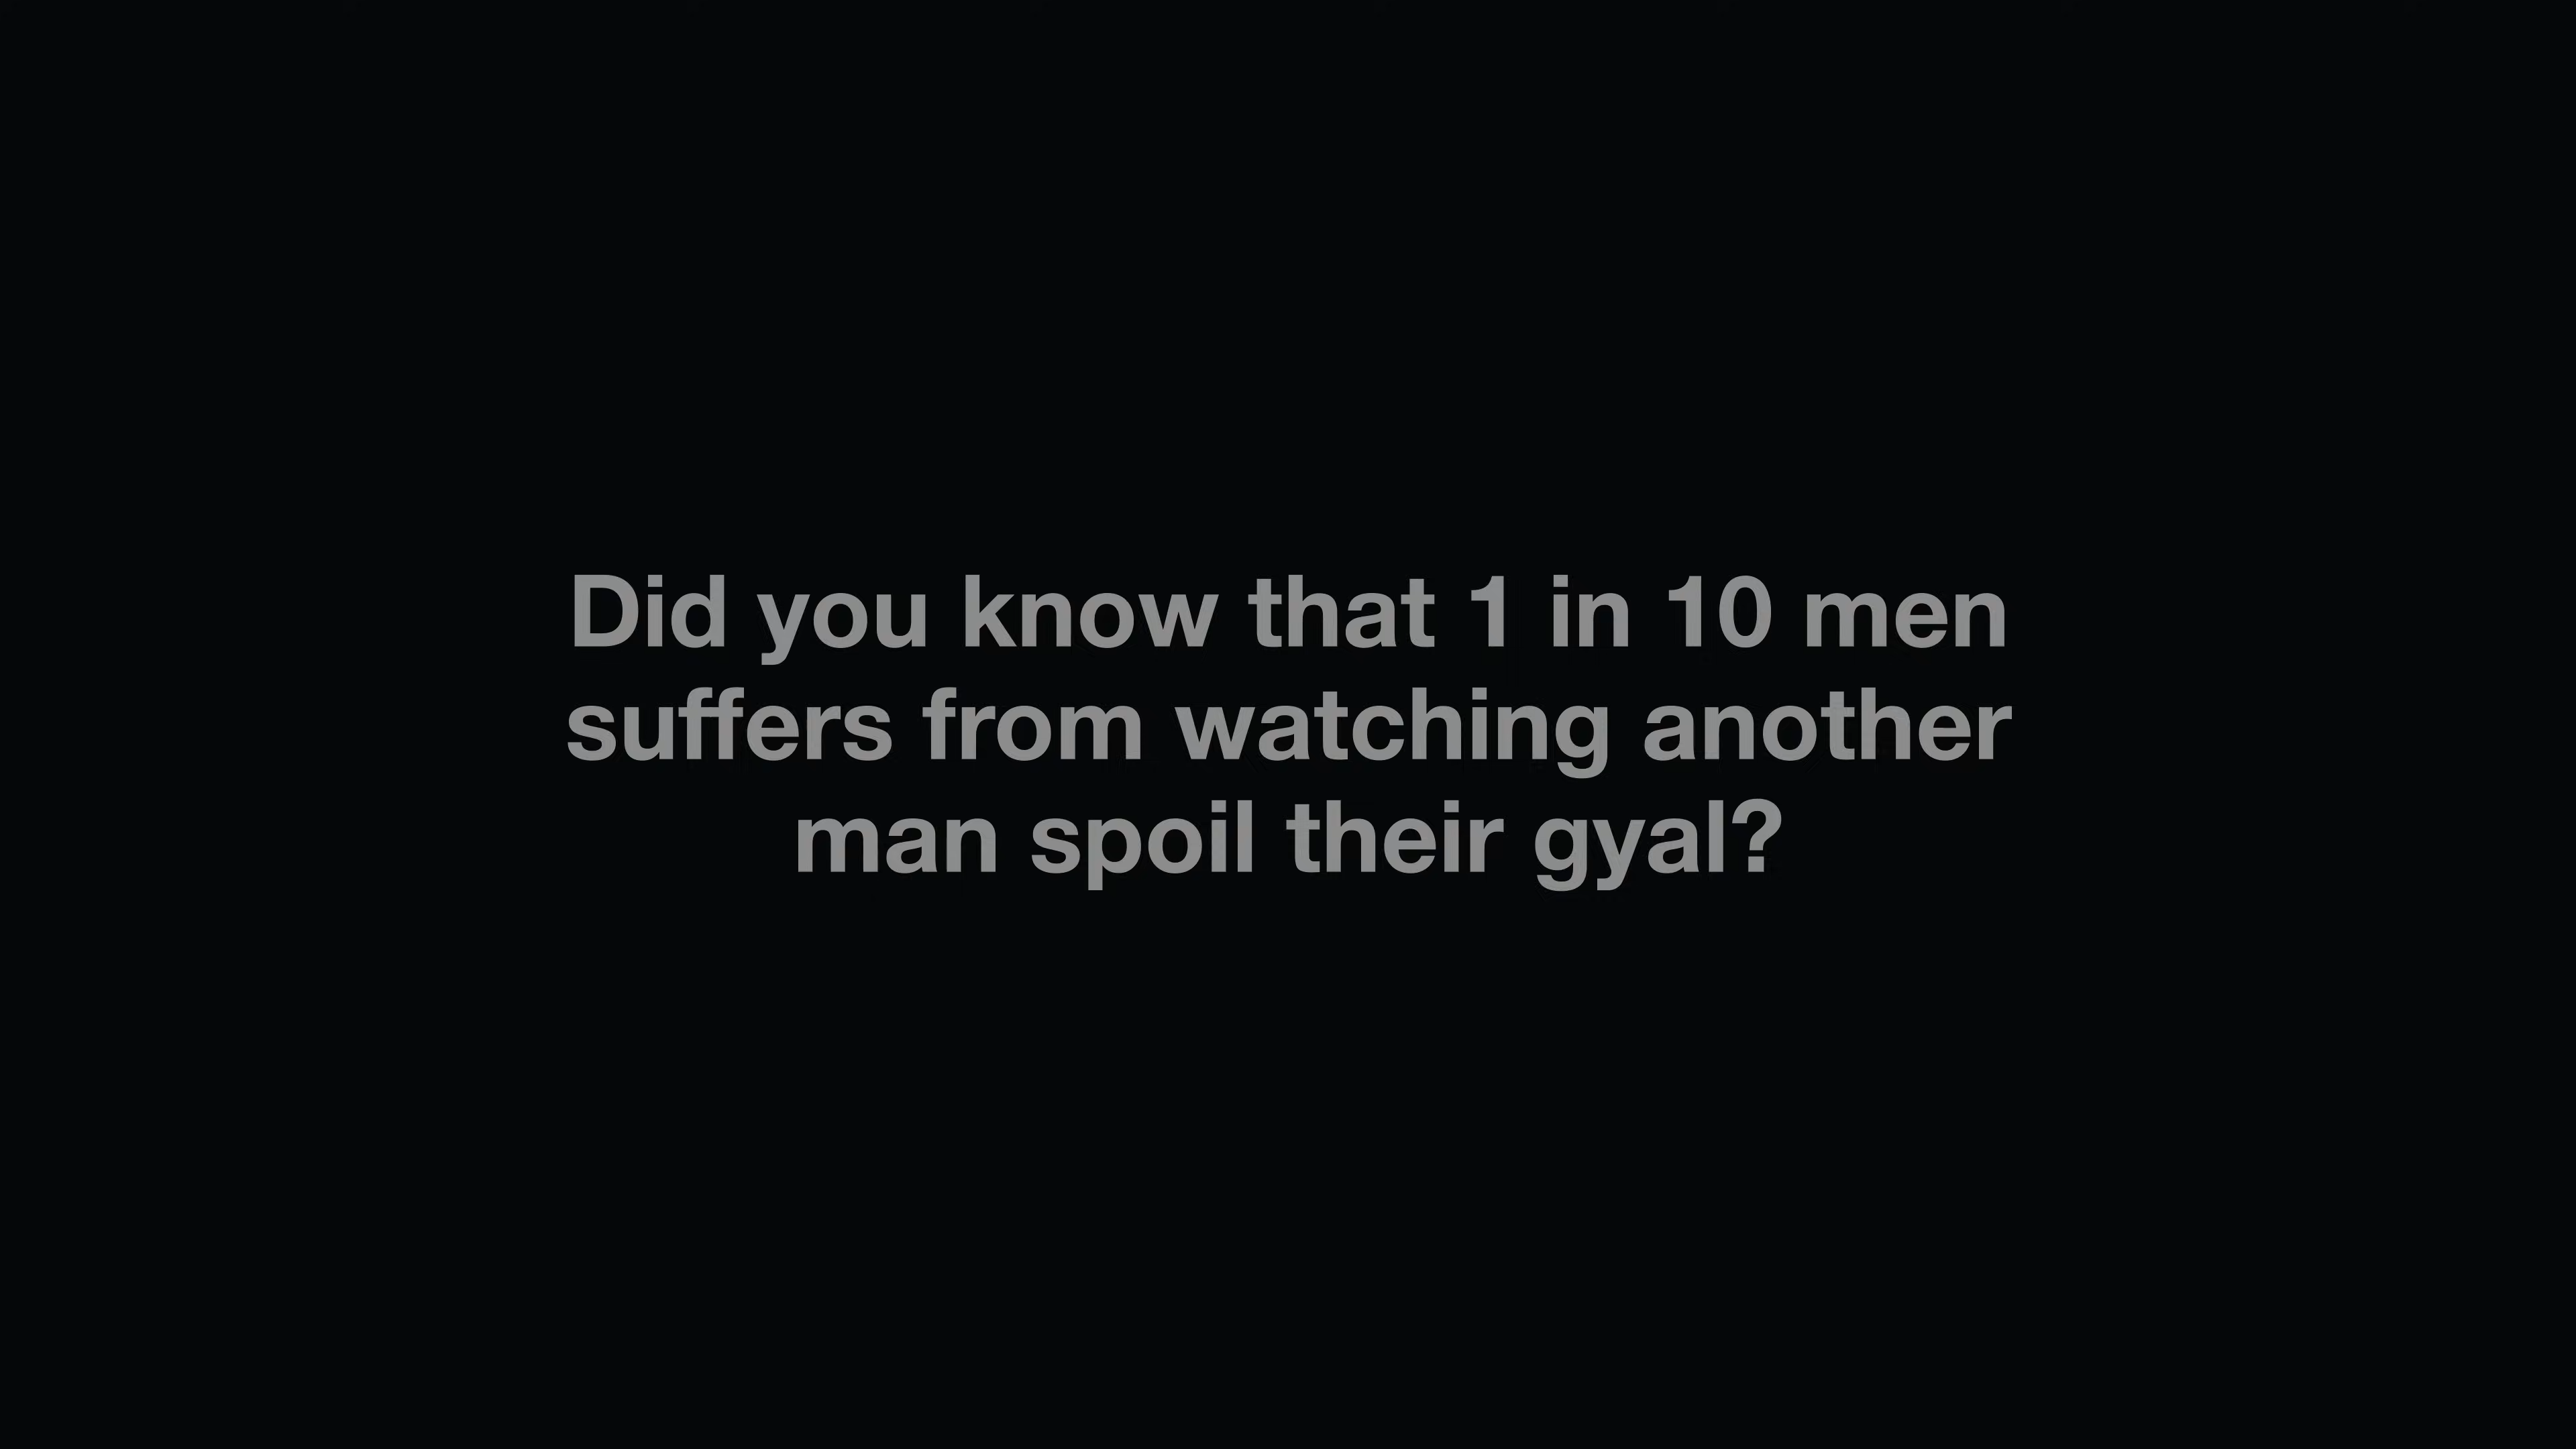 Did you know that 1 in 10 men
suffers from watching another
man spoil their gyal?